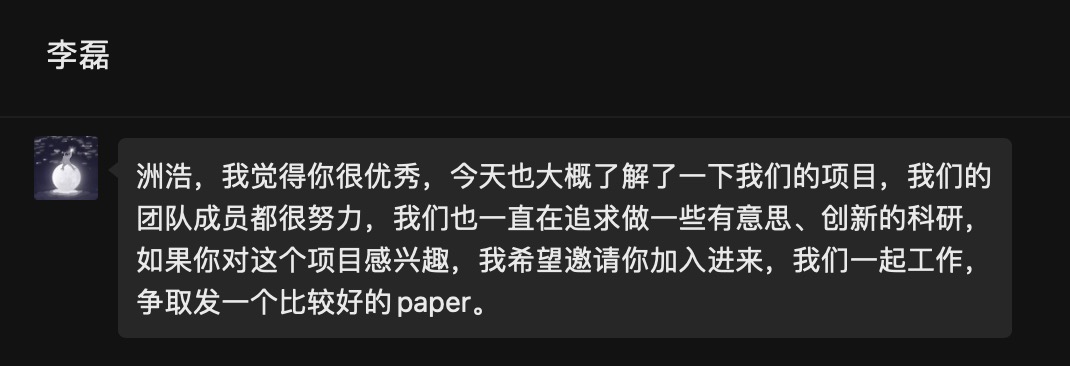 李磊
洲浩，我觉得你很优秀，今天也大概了解了一下我们的项目，我们的
团队成员都很努力，我们也一直在追求做一些有意思、创新的科研，
如果你对这个项目感兴趣，我希望邀请你加入进来，我们一起工作，
争取发一个比较好的 paper。